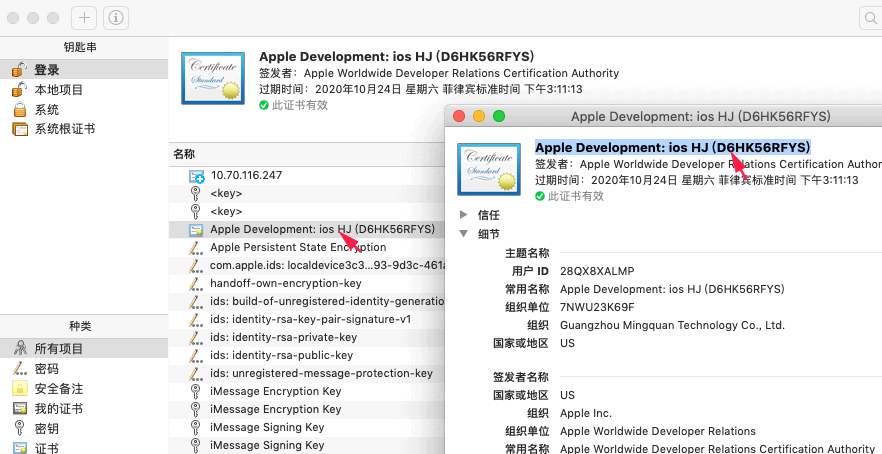 钥匙串
登录
本地项目
系统
系统根证书
种类
所有项目
密码
安全备注
我的证书
密钥
证书
Certificate
Standard
Apple Development: ios HJ (D6HK56RFYS)
签发者: Apple Worldwide Developer Relations Certification Authority
过期时间: 2020年10月24日 星期六 菲律宾标准时间 下午3:11:13
此证书有效
名称
10.70.116.247
<key>
<key>
Apple Development: ios HJ (D6HK56RFYS)
Apple Persistent State Encryption
com.apple.ids: localdevice3c3...93-9d3c-461a
handoff-own-encryption-key
ids: build-of-unregistered-identity-generatio
ids: identity-rsa-key-pair-signature-v1
ids: identity-rsa-private-key
ids: identity-rsa-public-key
ids: unregistered-message-protection-key
iMessage Encryption Key
iMessage Encryption Key
iMessage Signing Key
iMessage Signing Key
Apple Development: ios HJ (D6HK56RFYS)
Certificate
Standard
Apple Development: ios HJ (D6HK56RFYS)
签发者: Apple Worldwide Developer Relations Certification Author
过期时间: 2020年10月24日 星期六 菲律宾标准时间 下午3:11:13
此证书有效
信任
细节
主题名称
用户 ID 28QX8XALMP
常用名称 Apple Development: ios HJ (D6HK56RFYS)
组织单位 7NWU23K69F
组织 Guangzhou Mingquan Technology Co., Ltd.
国家或地区 US
签发者名称
国家或地区 US
组织 Apple Inc.
组织单位 Apple Worldwide Developer Relations
常用名称 Apple Worldwide Developer Relations Certification Authority